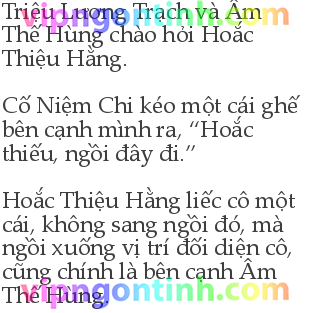 Triệu Lương Trạch và Âm
Thế Hùng chào hỏi Hoắc
Thiệu Hằng.
Cố Niệm Chi kéo một cái ghế
bên cạnh mình ra, “Hoắc
thiếu, ngồi đây đi.”
Hoắc Thiệu Hằng liếc cô một
cái, không sang ngồi đó, mà
ngồi xuống vị trí đối diện cô,
cũng chính là bên cạnh Âm
Thế Hùng.
vipngontinh.com
vipngontinh.com